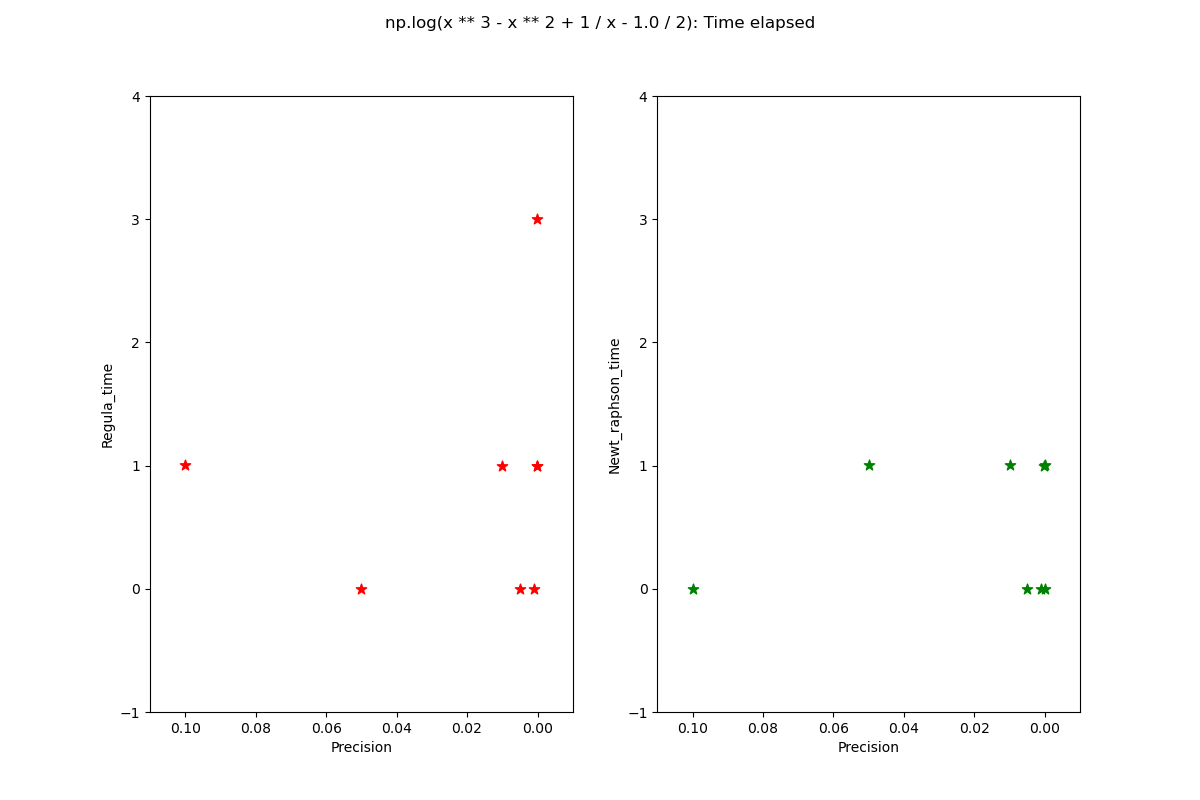 np.log(x ** 3 - x ** 2 + 1 / x - 1.0 / 2): Time elapsed
Regula_time
4
3
2
1
0
−1
0.10 0.08 0.06 0.04 0.02 0.00
Precision
Newt_raphson_time
4
3
2
1
0
−1
0.10 0.08 0.06 0.04 0.02 0.00
Precision